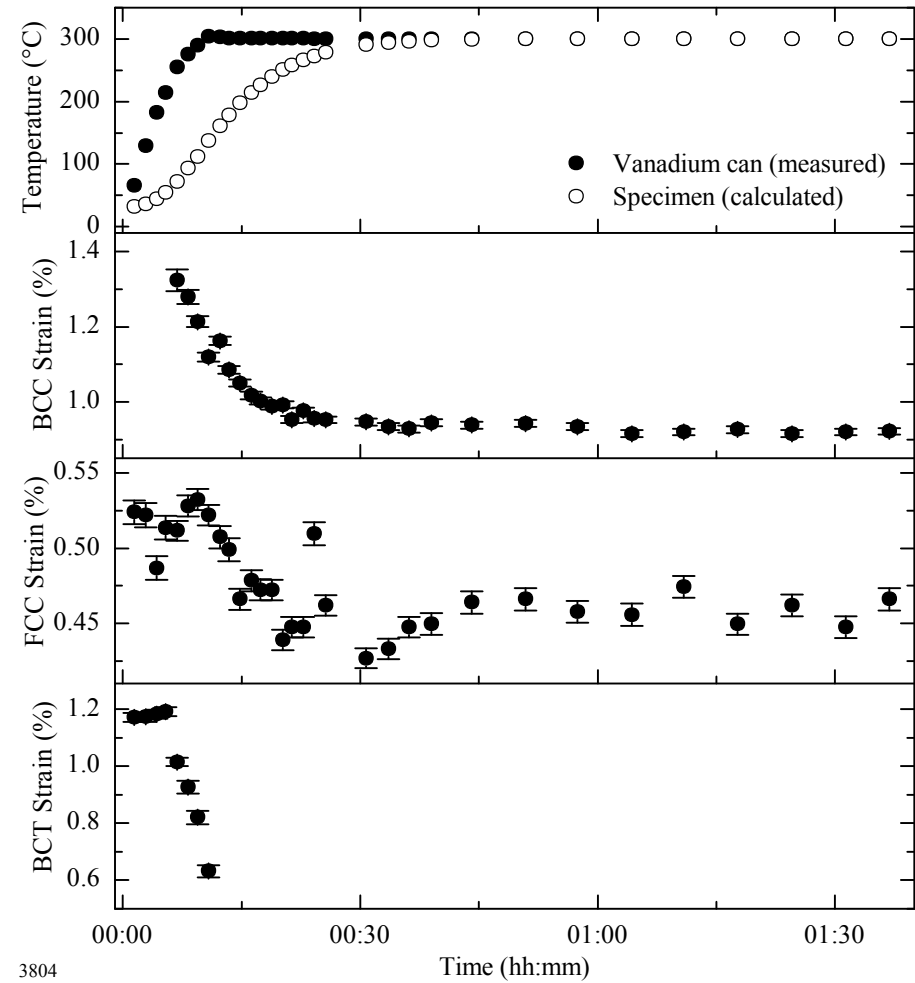 Temperature (°C)
300
200
100
0
Vanadium can (measured)
Specimen (calculated)
BCC Strain (%)
1.4
1.2
1.0
FCC Strain (%)
0.55
0.50
0.45
BCT Strain (%)
1.2
1.0
0.8
0.6
00:00 00:30 01:00 01:30
Time (hh:mm)
3804